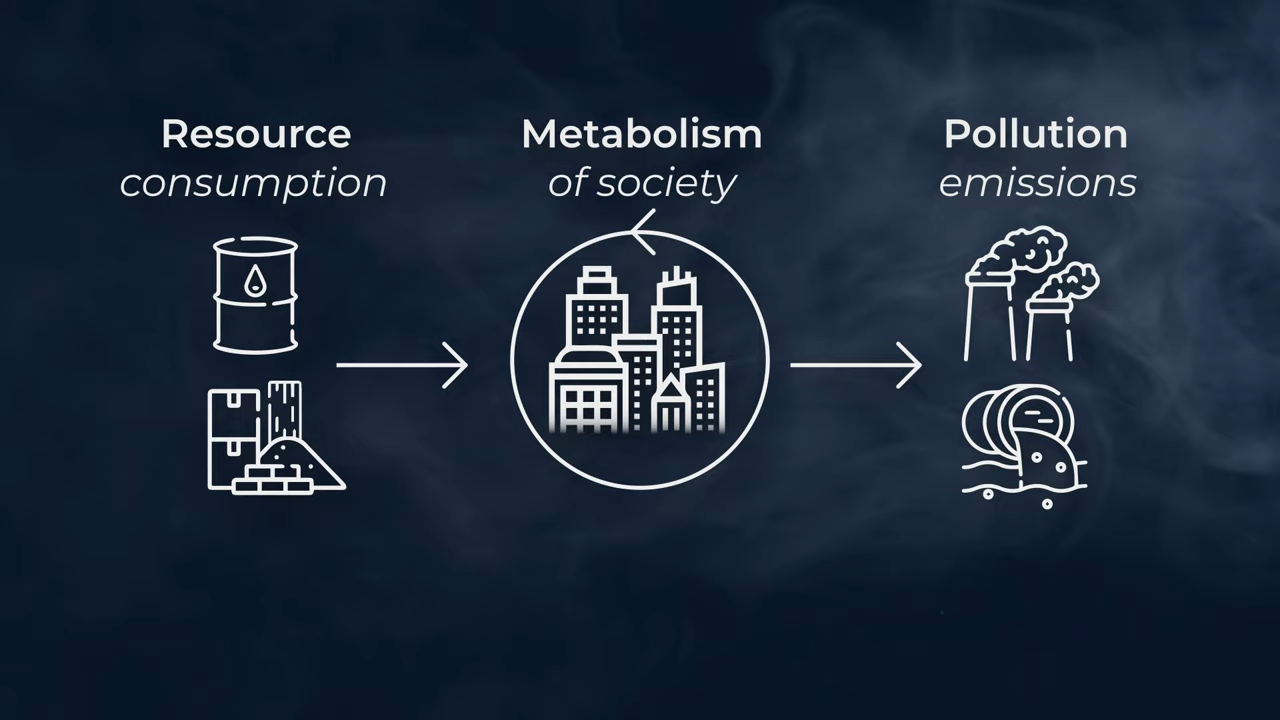 Resource
consumption
Metabolism
of society
Pollution
emissions